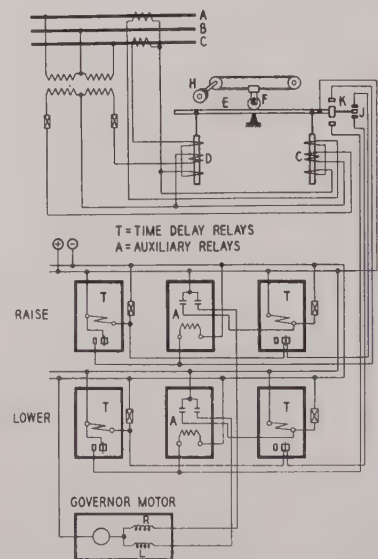 A
B
C
H
E
F
K
J
D
C
T = TIME DELAY RELAYS
A = AUXILIARY RELAYS
+ −
RAISE
T
A
T
LOWER
T
A
T
GOVERNOR MOTOR
R
L